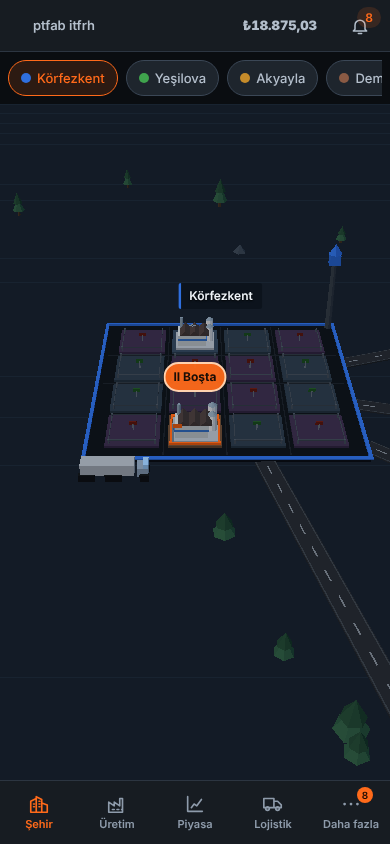 ptfab itfrh
₺18.875,03
8
Körfezkent
Yeşilova
Akyayla
Dem
Körfezkent
II Boşta
8
Şehir
Üretim
Piyasa
Lojistik
Daha fazla